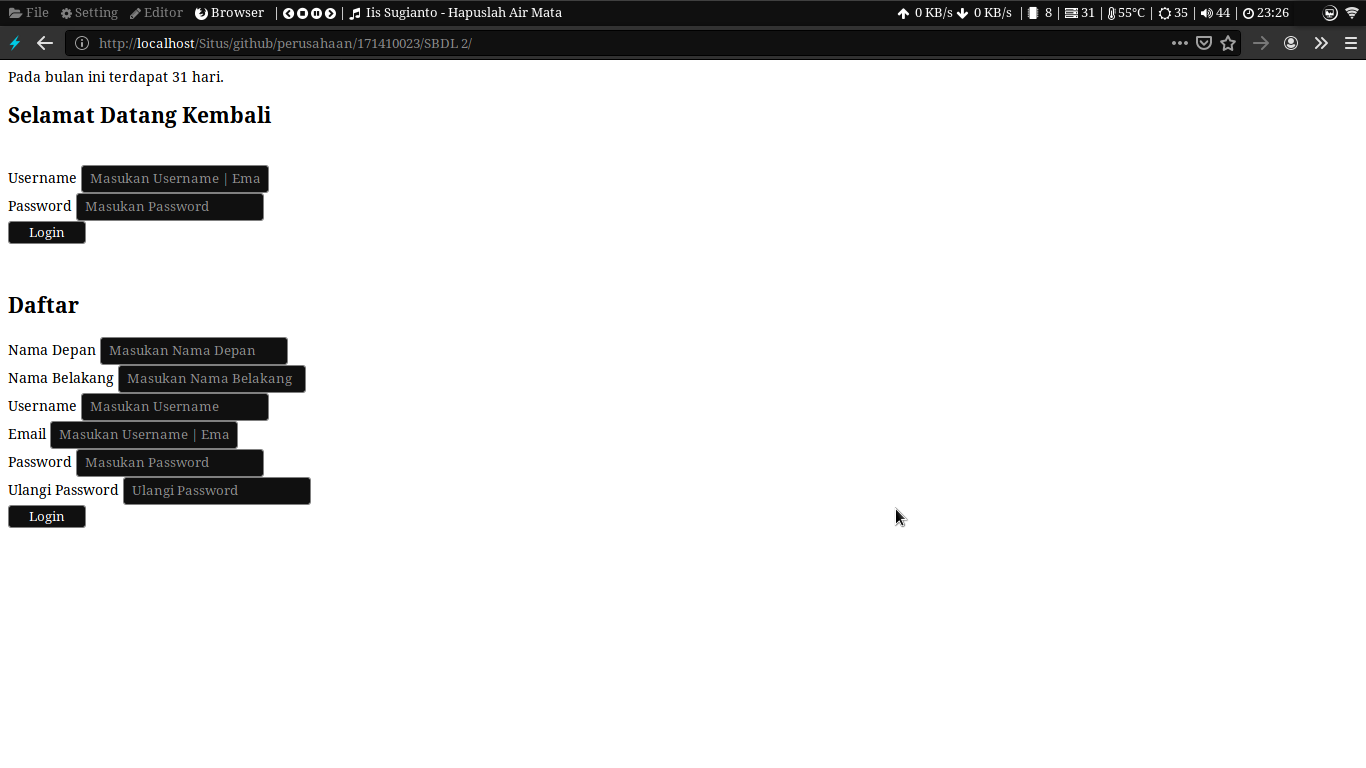 File Setting Editor Browser | | Iis Sugianto - Hapuslah Air Mata 0 KB/s 0 KB/s | 8 | 31 | 55°C | 35 | 44 | 23:26
http://localhost/Situs/github/perusahaan/171410023/SBDL 2/
Pada bulan ini terdapat 31 hari.
Selamat Datang Kembali
Username Masukan Username | Ema
Password Masukan Password
Login
Daftar
Nama Depan Masukan Nama Depan
Nama Belakang Masukan Nama Belakang
Username Masukan Username
Email Masukan Username | Ema
Password Masukan Password
Ulangi Password Ulangi Password
Login